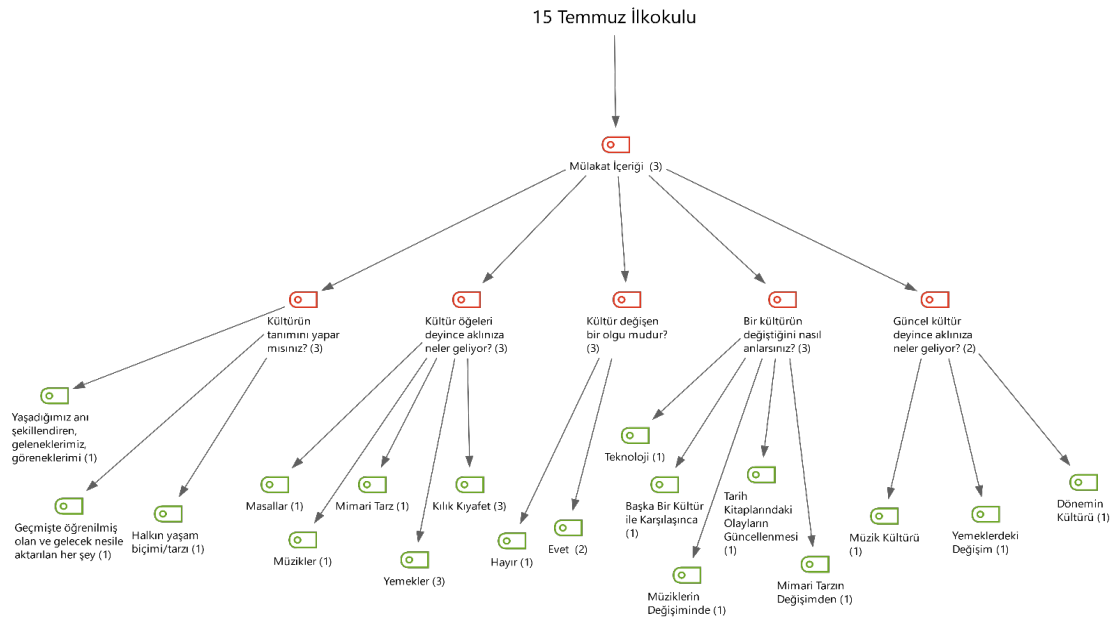 15 Temmuz İlkokulu
Mülakat İçeriği (3)
Kültürün
tanımını yapar
mısınız? (3)
Kültür öğeleri
deyince aklınıza
neler geliyor? (3)
Kültür değişen
bir olgu mudur?
(3)
Bir kültürün
değiştiğini nasıl
anlarsınız? (3)
Güncel kültür
deyince aklınıza
neler geliyor? (2)
Yaşadığımız anı
şekillendiren,
geleneklerimiz,
göreneklerimi (1)
Geçmişte öğrenilmiş
olan ve gelecek nesile
aktarılan her şey (1)
Halkın yaşam
biçimi/tarzı (1)
Masallar (1)
Müzikler (1)
Mimari Tarz (1)
Yemekler (3)
Kılık Kıyafet (3)
Hayır (1)
Evet (2)
Teknoloji (1)
Başka Bir Kültür
ile Karşılaşınca
(1)
Müziklerin
Değişiminde (1)
Tarih
Kitaplarındaki
Olayların
Güncellenmesi
(1)
Mimari Tarzın
Değişimden (1)
Müzik Kültürü
(1)
Yemeklerdeki
Değişim (1)
Dönemin
Kültürü (1)